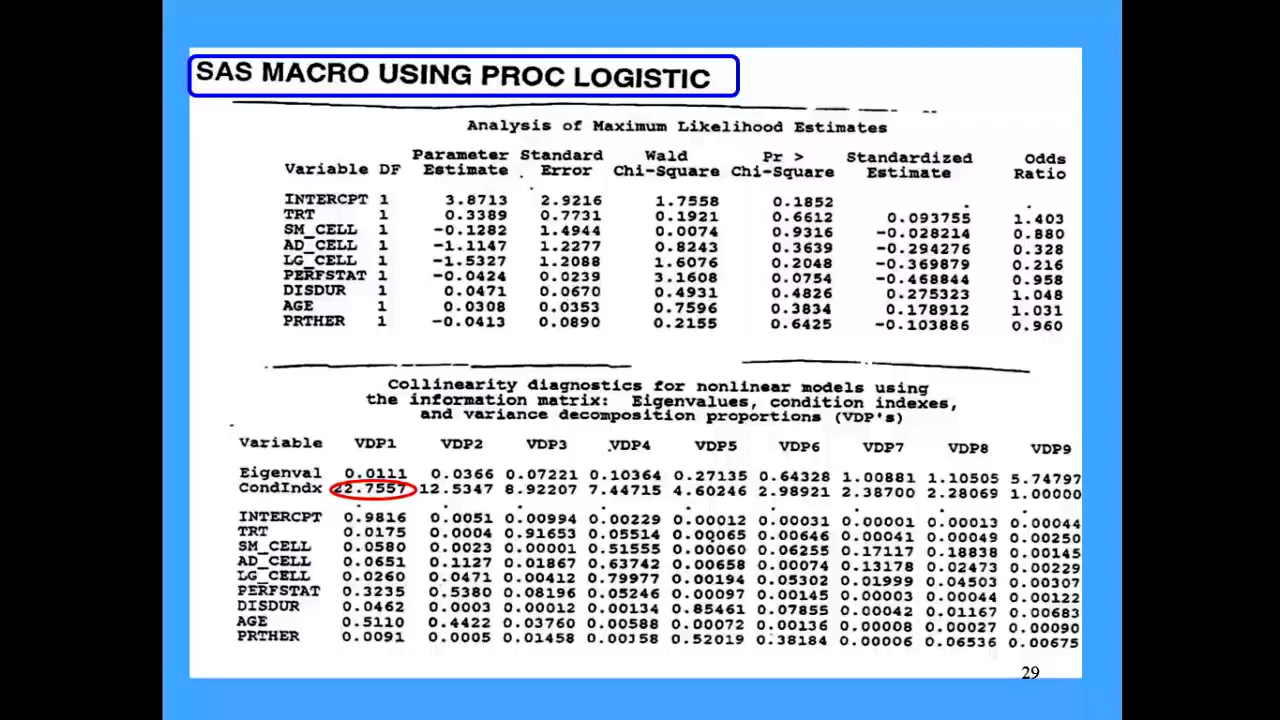 SAS MACRO USING PROC LOGISTIC
Analysis of Maximum Likelihood Estimates
Parameter Standard Wald Pr > Standardized Odds
Variable DF Estimate Error Chi-Square Chi-Square Estimate Ratio
INTERCPT 1 3.8713 2.9216 1.7558 0.1852 . .
TRT 1 0.3389 0.7731 0.1921 0.6612 0.093755 1.403
SM_CELL 1 -0.1282 1.4944 0.0074 0.9316 -0.028214 0.880
AD_CELL 1 -1.1147 1.2277 0.8243 0.3639 -0.294276 0.328
LG_CELL 1 -1.5327 1.2088 1.6076 0.2048 -0.369879 0.216
PERFSTAT 1 -0.0424 0.0239 3.1608 0.0754 -0.468844 0.958
DISDUR 1 0.0471 0.0670 0.4931 0.4826 0.275323 1.048
AGE 1 0.0308 0.0353 0.7596 0.3834 0.178912 1.031
PRTHER 1 -0.0413 0.0890 0.2155 0.6425 -0.103886 0.960
Collinearity diagnostics for nonlinear models using
the information matrix: Eigenvalues, condition indexes,
and variance decomposition proportions (VDP's)
Variable VDP1 VDP2 VDP3 VDP4 VDP5 VDP6 VDP7 VDP8 VDP9
Eigenval 0.0111 0.0366 0.07221 0.10364 0.27135 0.64328 1.00881 1.10505 5.74797
CondIndx 22.7557 12.5347 8.92207 7.44715 4.60246 2.98921 2.38700 2.28069 1.00000
. . . . . . . . .
INTERCPT 0.9816 0.0051 0.00994 0.00229 0.00012 0.00031 0.00001 0.00013 0.00044
TRT 0.0175 0.0004 0.91653 0.05514 0.00065 0.00646 0.00041 0.00049 0.00250
SM_CELL 0.0580 0.0023 0.00001 0.51555 0.00060 0.06255 0.17117 0.18838 0.00145
AD_CELL 0.0651 0.1127 0.01867 0.63742 0.00658 0.00074 0.13178 0.02473 0.00229
LG_CELL 0.0260 0.0471 0.00412 0.79977 0.00194 0.05302 0.01999 0.04503 0.00307
PERFSTAT 0.3235 0.5380 0.08196 0.05246 0.00097 0.00145 0.00003 0.00044 0.00122
DISDUR 0.0462 0.0003 0.00012 0.00134 0.85461 0.07855 0.00042 0.01167 0.00683
AGE 0.5110 0.4422 0.03760 0.00588 0.00072 0.00136 0.00008 0.00027 0.00090
PRTHER 0.0091 0.0005 0.01458 0.00358 0.52019 0.38184 0.00006 0.06536 0.00675
29